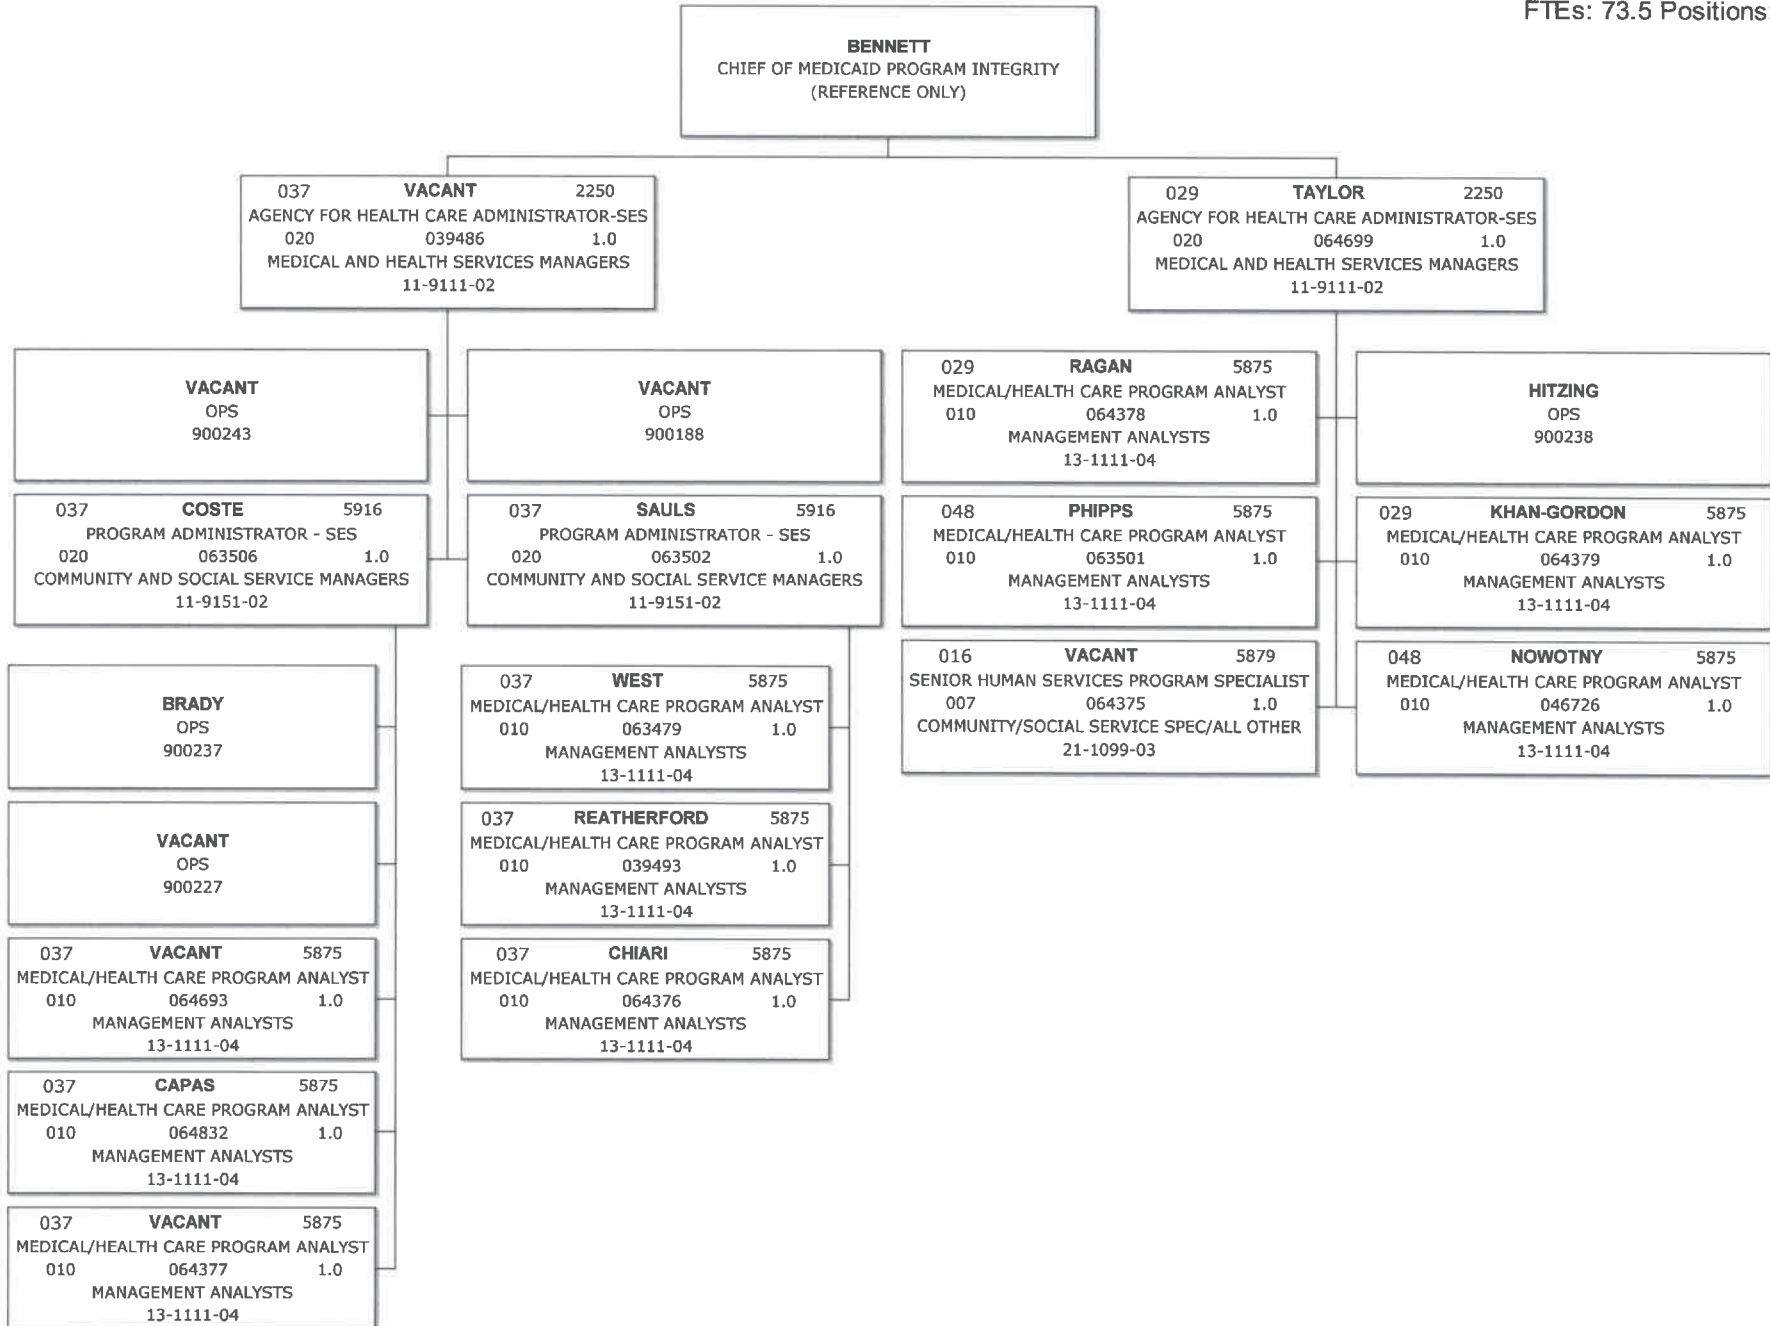 FTEs: 73.5 Positions:
BENNETT
CHIEF OF MEDICAID PROGRAM INTEGRITY
(REFERENCE ONLY)
037 VACANT 2250
AGENCY FOR HEALTH CARE ADMINISTRATOR-SES
020 039486 1.0
MEDICAL AND HEALTH SERVICES MANAGERS
11-9111-02
029 TAYLOR 2250
AGENCY FOR HEALTH CARE ADMINISTRATOR-SES
020 064699 1.0
MEDICAL AND HEALTH SERVICES MANAGERS
11-9111-02
VACANT
OPS
900243
VACANT
OPS
900188
029 RAGAN 5875
MEDICAL/HEALTH CARE PROGRAM ANALYST
010 064378 1.0
MANAGEMENT ANALYSTS
13-1111-04
HITZING
OPS
900238
037 COSTE 5916
PROGRAM ADMINISTRATOR - SES
020 063506 1.0
COMMUNITY AND SOCIAL SERVICE MANAGERS
11-9151-02
037 SAULS 5916
PROGRAM ADMINISTRATOR - SES
020 063502 1.0
COMMUNITY AND SOCIAL SERVICE MANAGERS
11-9151-02
048 PHIPPS 5875
MEDICAL/HEALTH CARE PROGRAM ANALYST
010 063501 1.0
MANAGEMENT ANALYSTS
13-1111-04
029 KHAN-GORDON 5875
MEDICAL/HEALTH CARE PROGRAM ANALYST
010 064379 1.0
MANAGEMENT ANALYSTS
13-1111-04
016 VACANT 5879
SENIOR HUMAN SERVICES PROGRAM SPECIALIST
007 064375 1.0
COMMUNITY/SOCIAL SERVICE SPEC/ALL OTHER
21-1099-03
048 NOWOTNY 5875
MEDICAL/HEALTH CARE PROGRAM ANALYST
010 046726 1.0
MANAGEMENT ANALYSTS
13-1111-04
BRADY
OPS
900237
037 WEST 5875
MEDICAL/HEALTH CARE PROGRAM ANALYST
010 063479 1.0
MANAGEMENT ANALYSTS
13-1111-04
VACANT
OPS
900227
037 REATHERFORD 5875
MEDICAL/HEALTH CARE PROGRAM ANALYST
010 039493 1.0
MANAGEMENT ANALYSTS
13-1111-04
037 VACANT 5875
MEDICAL/HEALTH CARE PROGRAM ANALYST
010 064693 1.0
MANAGEMENT ANALYSTS
13-1111-04
037 CHIARI 5875
MEDICAL/HEALTH CARE PROGRAM ANALYST
010 064376 1.0
MANAGEMENT ANALYSTS
13-1111-04
037 CAPAS 5875
MEDICAL/HEALTH CARE PROGRAM ANALYST
010 064832 1.0
MANAGEMENT ANALYSTS
13-1111-04
037 VACANT 5875
MEDICAL/HEALTH CARE PROGRAM ANALYST
010 064377 1.0
MANAGEMENT ANALYSTS
13-1111-04